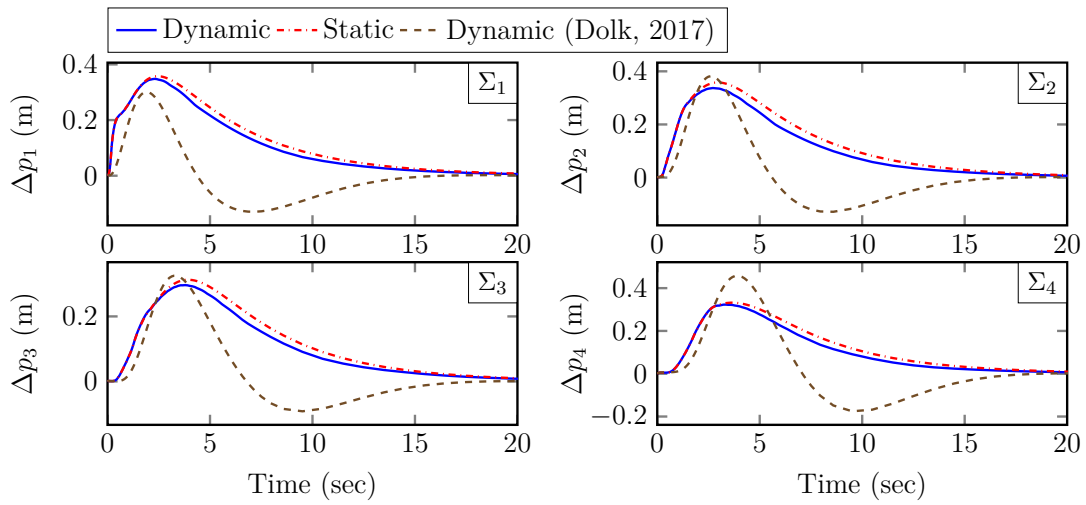 Dynamic Static Dynamic (Dolk, 2017)
Δp₁ (m)
0.4
0.2
0
Σ₁
0 5 10 15 20
Δp₂ (m)
0.4
0.2
0
Σ₂
0 5 10 15 20
Δp₃ (m)
0.2
0
Σ₃
0 5 10 15 20
Time (sec)
Δp₄ (m)
0.4
0.2
0
−0.2
Σ₄
0 5 10 15 20
Time (sec)